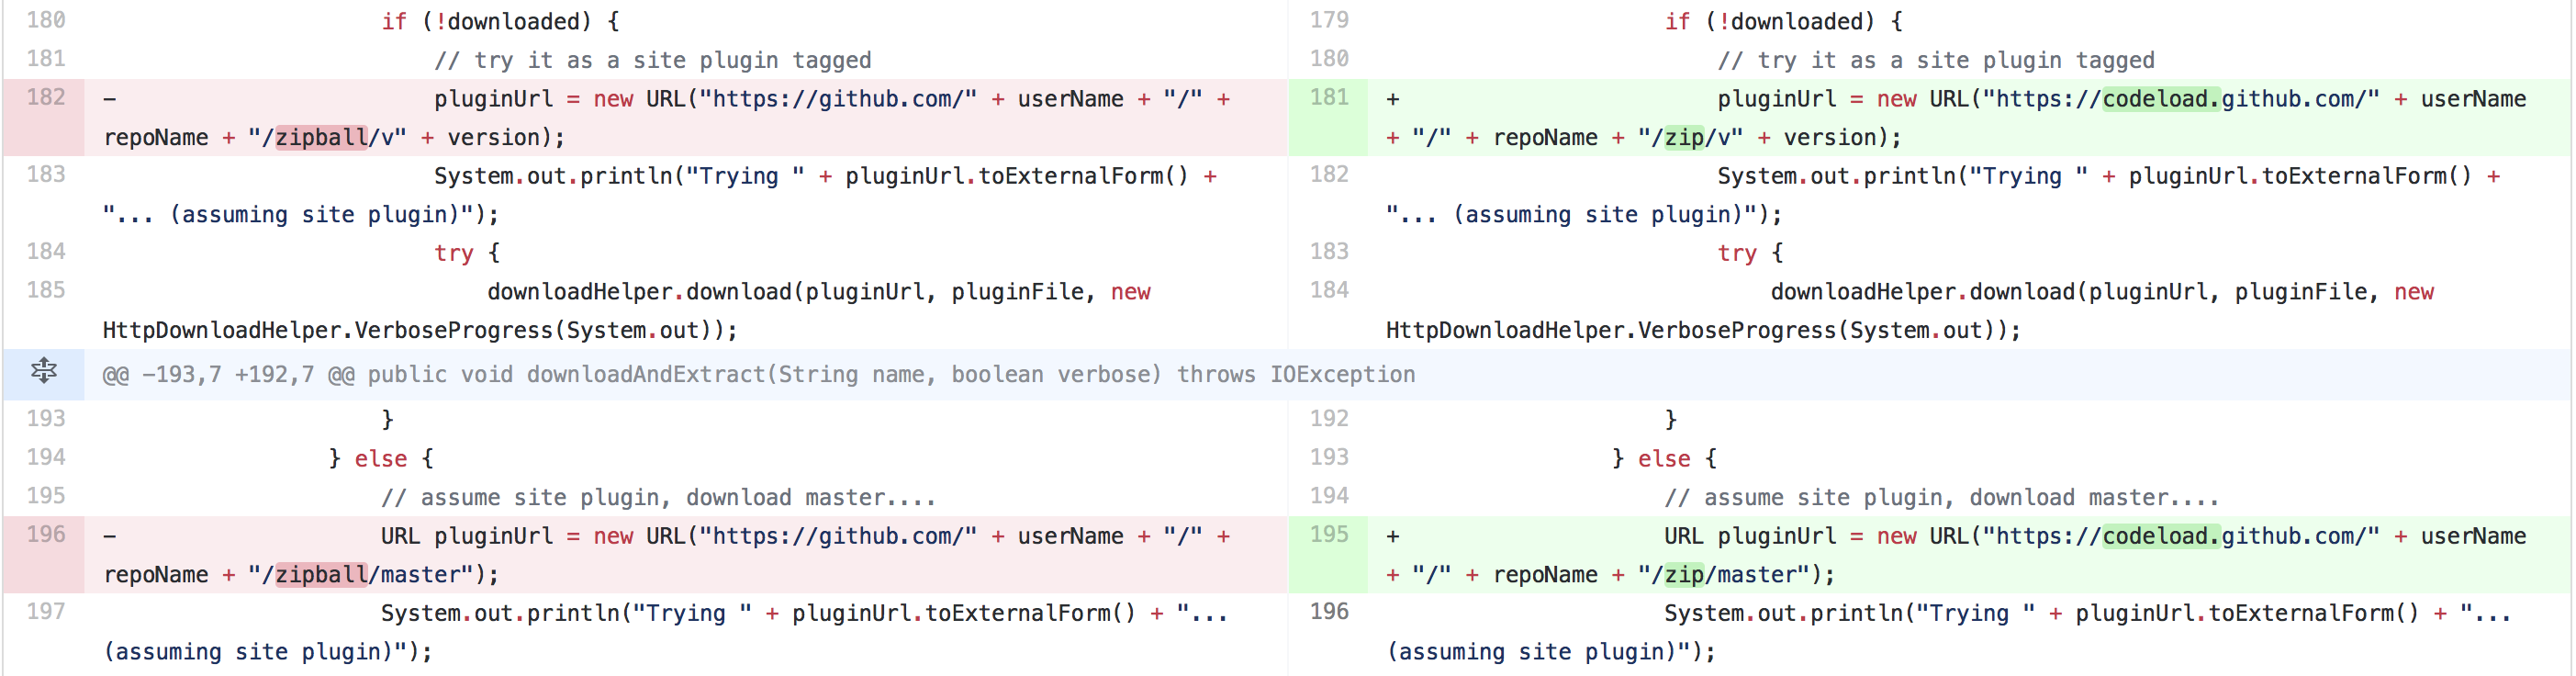 180 if (!downloaded) {
181 // try it as a site plugin tagged
182 - pluginUrl = new URL("https://github.com/" + userName + "/" +
repoName + "/zipball/v" + version);
183 System.out.println("Trying " + pluginUrl.toExternalForm() +
"... (assuming site plugin)");
184 try {
185 downloadHelper.download(pluginUrl, pluginFile, new
HttpDownloadHelper.VerboseProgress(System.out));
179 if (!downloaded) {
180 // try it as a site plugin tagged
181 + pluginUrl = new URL("https://codeload.github.com/" + userName
+ "/" + repoName + "/zip/v" + version);
182 System.out.println("Trying " + pluginUrl.toExternalForm() +
"... (assuming site plugin)");
183 try {
184 downloadHelper.download(pluginUrl, pluginFile, new
HttpDownloadHelper.VerboseProgress(System.out));
@@ -193,7 +192,7 @@ public void downloadAndExtract(String name, boolean verbose) throws IOException
193 }
194 } else {
195 // assume site plugin, download master....
196 - URL pluginUrl = new URL("https://github.com/" + userName + "/" +
repoName + "/zipball/master");
197 System.out.println("Trying " + pluginUrl.toExternalForm() + "...
(assuming site plugin)");
192 }
193 } else {
194 // assume site plugin, download master....
195 + URL pluginUrl = new URL("https://codeload.github.com/" + userName
+ "/" + repoName + "/zip/master");
196 System.out.println("Trying " + pluginUrl.toExternalForm() + "...
(assuming site plugin)");